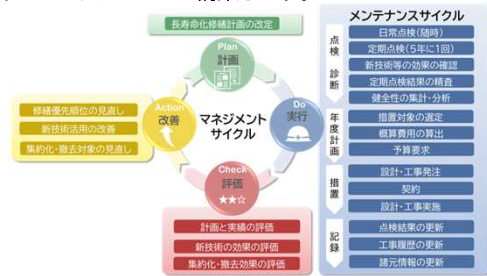 長寿命化修繕計画の改定
Plan
計画
Action
改善
修繕優先順位の見直し
新技術活用の改善
集約化・撤去対象の見直し
マネジメント
サイクル
Do
実行
Check
評価
★★☆
計画と実績の評価
新技術の効果の評価
集約化・撤去効果の評価
メンテナンスサイクル
点検
診断
日常点検(随時)
定期点検(5年に1回)
新技術等の効果の確認
定期点検結果の精査
健全性の集計・分析
年度計画
措置対象の選定
概算費用の算出
予算要求
措置
設計・工事発注
契約
設計・工事実施
記録
点検結果の更新
工事履歴の更新
諸元情報の更新